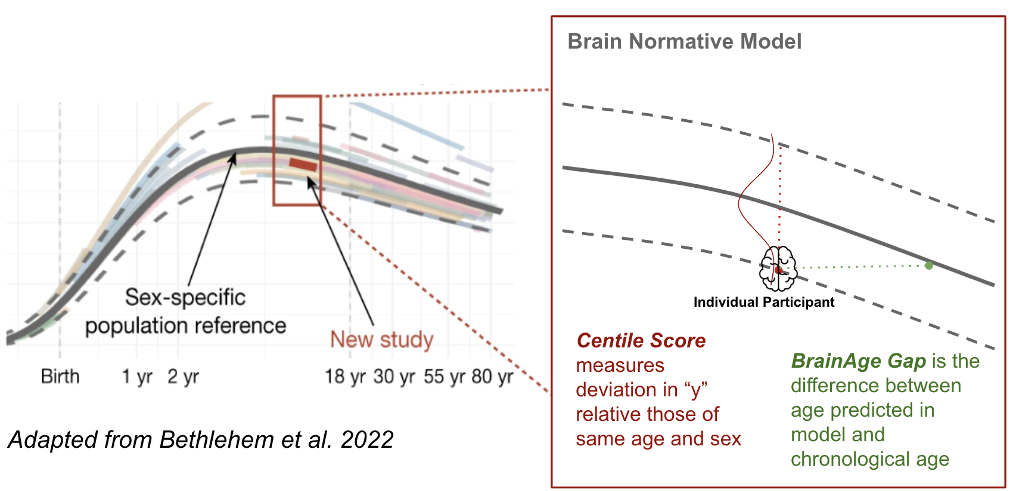 Sex-specific
population reference
New study
Birth 1 yr 2 yr 18 yr 30 yr 55 yr 80 yr
Adapted from Bethlehem et al. 2022
Brain Normative Model
Individual Participant
Centile Score
measures
deviation in “y”
relative those of
same age and sex
BrainAge Gap is the
difference between
age predicted in
model and
chronological age